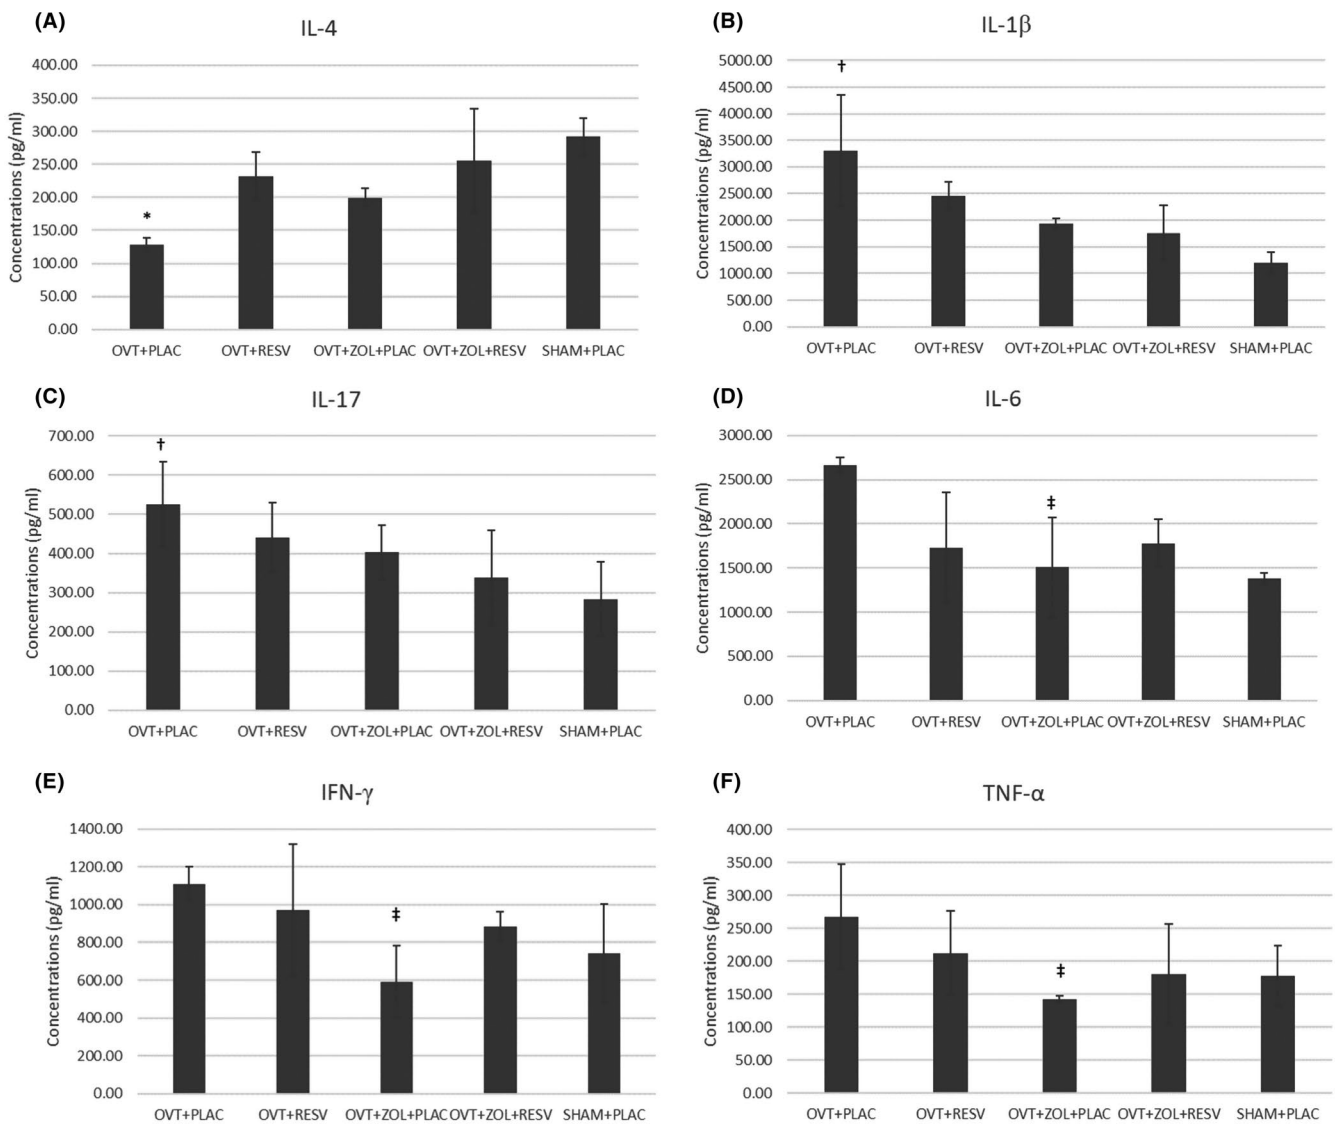 (A)
IL-4
Concentrations (pg/ml)
400.00
350.00
300.00
250.00
200.00
150.00
100.00
50.00
0.00
*
OVT+PLAC OVT+RESV OVT+ZOL+PLAC OVT+ZOL+RESV SHAM+PLAC
(B)
IL-1β
Concentrations (pg/ml)
5000.00
4500.00
4000.00
3500.00
3000.00
2500.00
2000.00
1500.00
1000.00
500.00
0.00
†
OVT+PLAC OVT+RESV OVT+ZOL+PLAC OVT+ZOL+RESV SHAM+PLAC
(C)
IL-17
Concentrations (pg/ml)
700.00
600.00
500.00
400.00
300.00
200.00
100.00
0.00
†
OVT+PLAC OVT+RESV OVT+ZOL+PLAC OVT+ZOL+RESV SHAM+PLAC
(D)
IL-6
Concentrations (pg/ml)
3000.00
2500.00
2000.00
1500.00
1000.00
500.00
0.00
‡
OVT+PLAC OVT+RESV OVT+ZOL+PLAC OVT+ZOL+RESV SHAM+PLAC
(E)
IFN-γ
Concentrations (pg/ml)
1400.00
1200.00
1000.00
800.00
600.00
400.00
200.00
0.00
‡
OVT+PLAC OVT+RESV OVT+ZOL+PLAC OVT+ZOL+RESV SHAM+PLAC
(F)
TNF-α
Concentrations (pg/ml)
400.00
350.00
300.00
250.00
200.00
150.00
100.00
50.00
0.00
‡
OVT+PLAC OVT+RESV OVT+ZOL+PLAC OVT+ZOL+RESV SHAM+PLAC